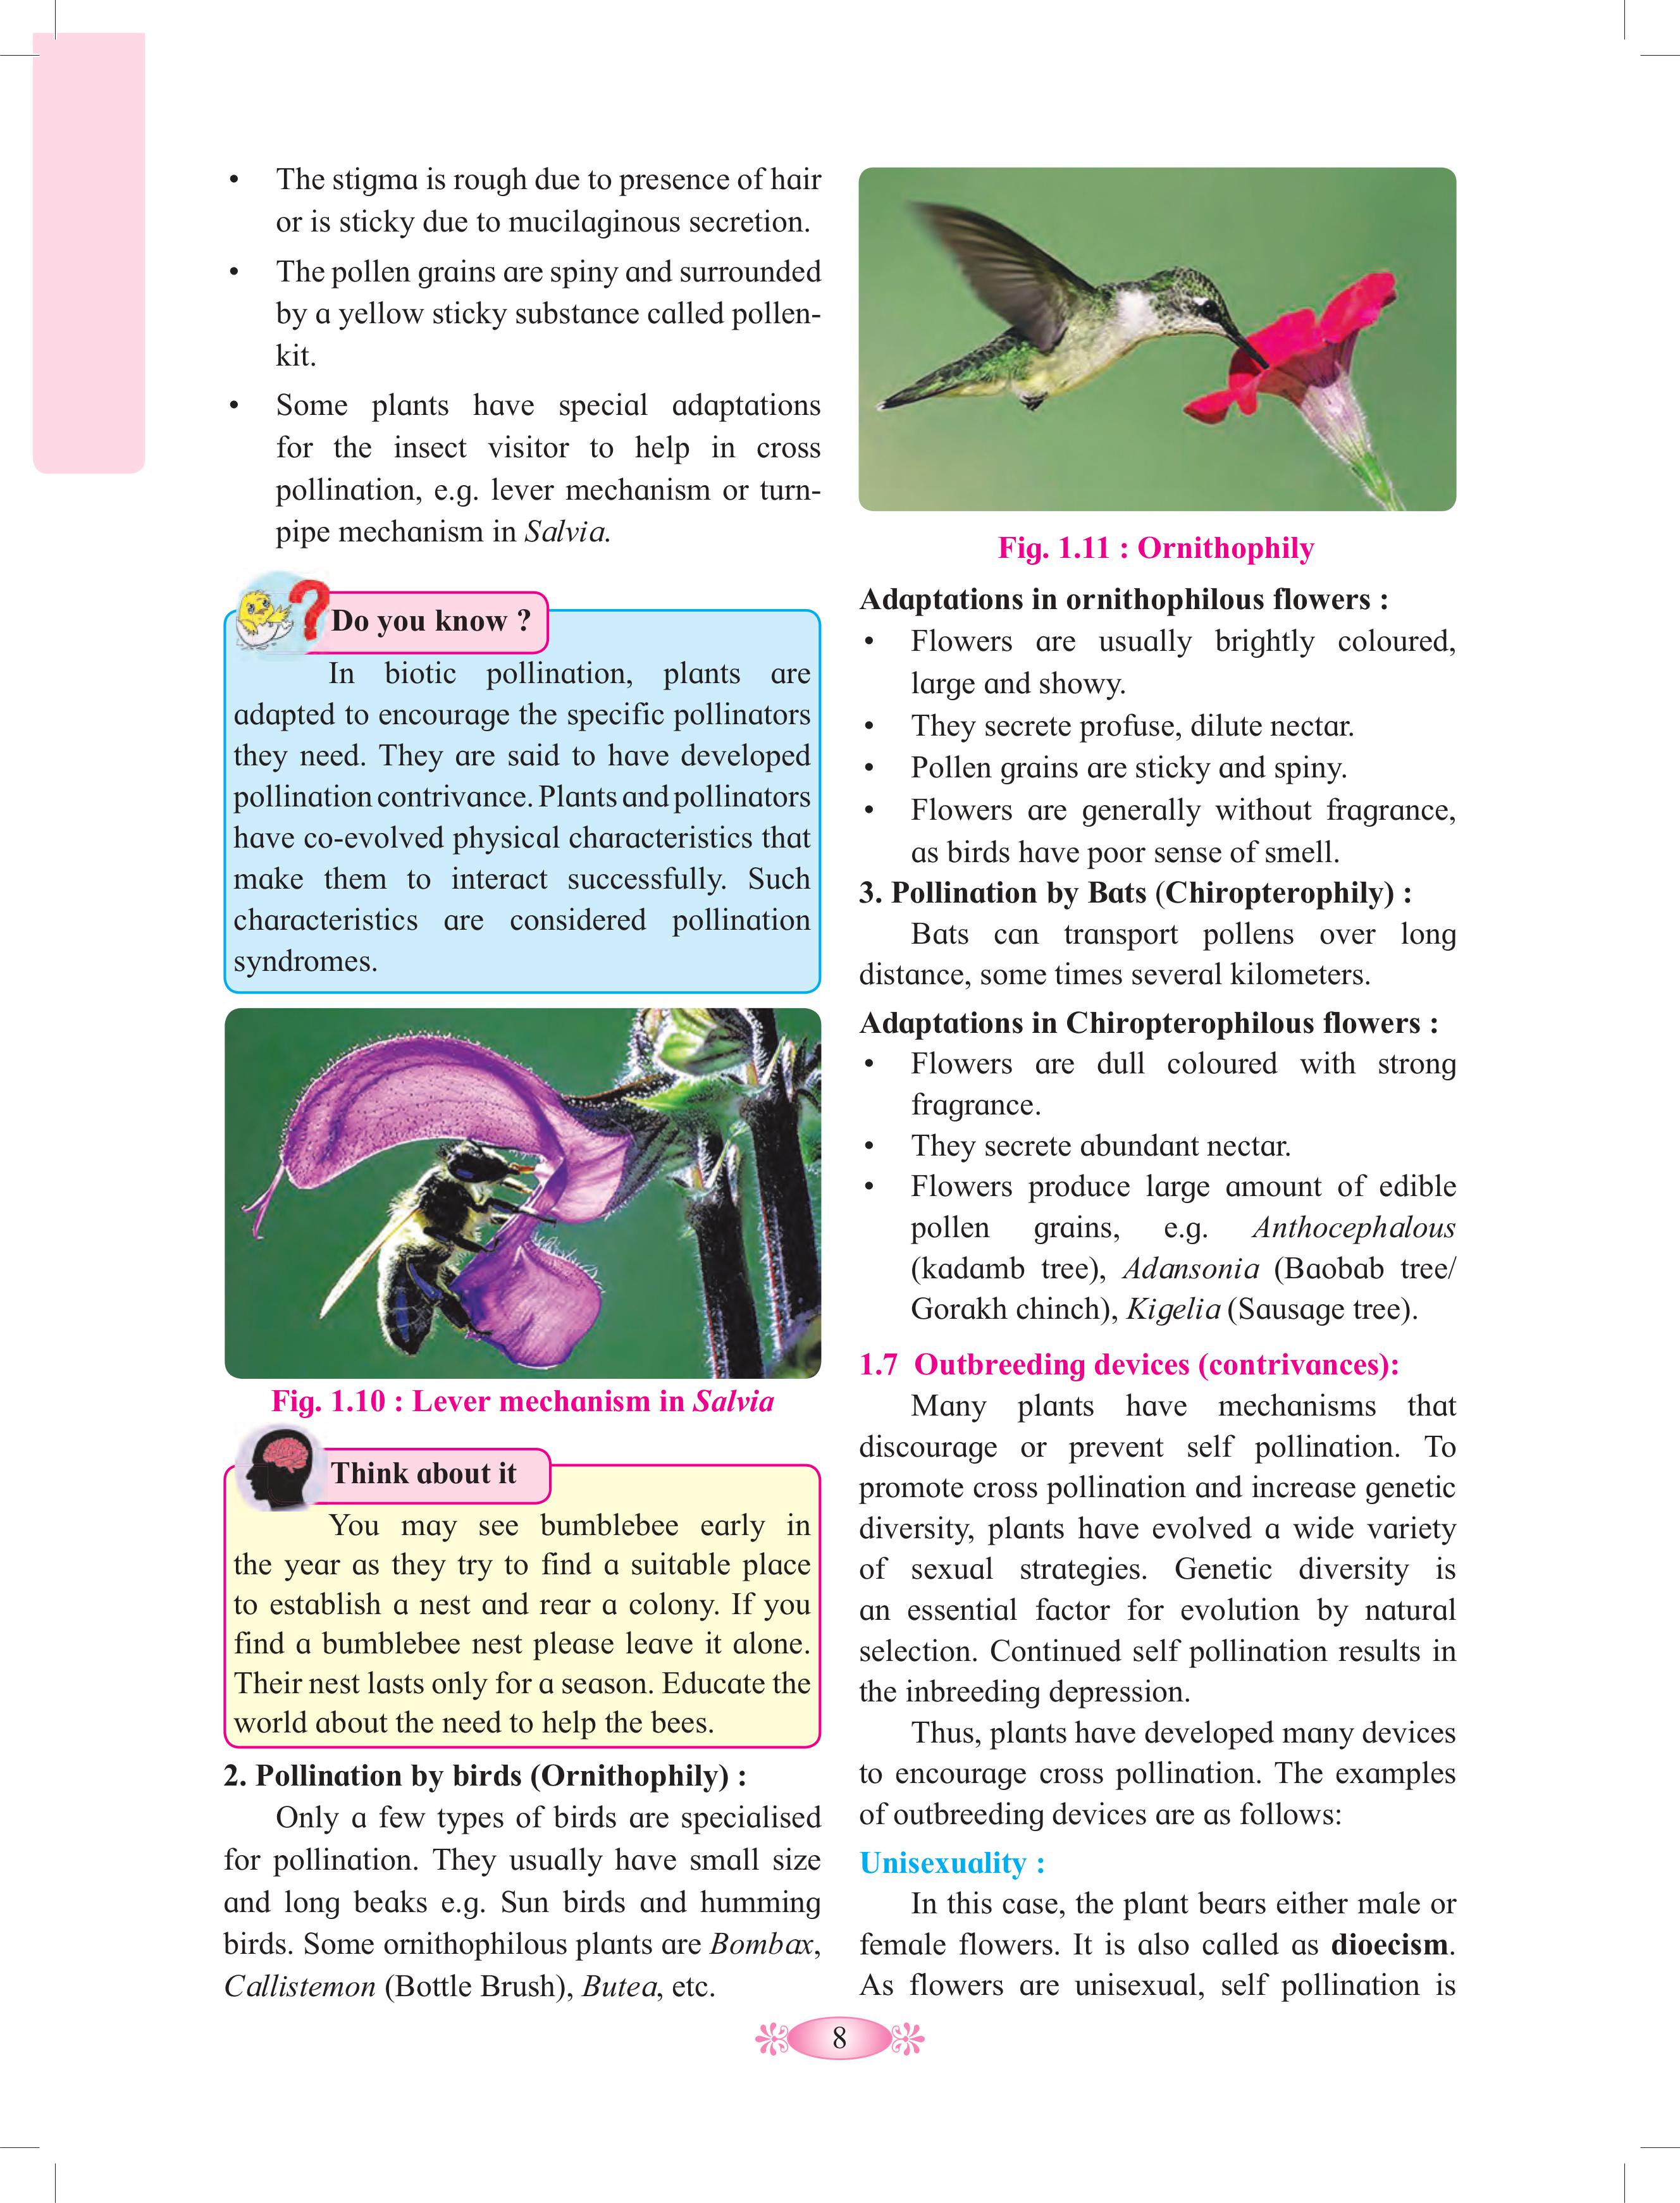 • The stigma is rough due to presence of hair
or is sticky due to mucilaginous secretion.
• The pollen grains are spiny and surrounded
by a yellow sticky substance called pollen-
kit.
• Some plants have special adaptations
for the insect visitor to help in cross
pollination, e.g. lever mechanism or turn-
pipe mechanism in Salvia.
Do you know ?
In biotic pollination, plants are
adapted to encourage the specific pollinators
they need. They are said to have developed
pollination contrivance. Plants and pollinators
have co-evolved physical characteristics that
make them to interact successfully. Such
characteristics are considered pollination
syndromes.
Fig. 1.10 : Lever mechanism in Salvia
Think about it
You may see bumblebee early in
the year as they try to find a suitable place
to establish a nest and rear a colony. If you
find a bumblebee nest please leave it alone.
Their nest lasts only for a season. Educate the
world about the need to help the bees.
2. Pollination by birds (Ornithophily) :
Only a few types of birds are specialised
for pollination. They usually have small size
and long beaks e.g. Sun birds and humming
birds. Some ornithophilous plants are Bombax,
Callistemon (Bottle Brush), Butea, etc.
Fig. 1.11 : Ornithophily
Adaptations in ornithophilous flowers :
• Flowers are usually brightly coloured,
large and showy.
• They secrete profuse, dilute nectar.
• Pollen grains are sticky and spiny.
• Flowers are generally without fragrance,
as birds have poor sense of smell.
3. Pollination by Bats (Chiropterophily) :
Bats can transport pollens over long
distance, some times several kilometers.
Adaptations in Chiropterophilous flowers :
• Flowers are dull coloured with strong
fragrance.
• They secrete abundant nectar.
• Flowers produce large amount of edible
pollen grains, e.g. Anthocephalous
(kadamb tree), Adansonia (Baobab tree/
Gorakh chinch), Kigelia (Sausage tree).
1.7 Outbreeding devices (contrivances):
Many plants have mechanisms that
discourage or prevent self pollination. To
promote cross pollination and increase genetic
diversity, plants have evolved a wide variety
of sexual strategies. Genetic diversity is
an essential factor for evolution by natural
selection. Continued self pollination results in
the inbreeding depression.
Thus, plants have developed many devices
to encourage cross pollination. The examples
of outbreeding devices are as follows:
Unisexuality :
In this case, the plant bears either male or
female flowers. It is also called as dioecism.
As flowers are unisexual, self pollination is
8